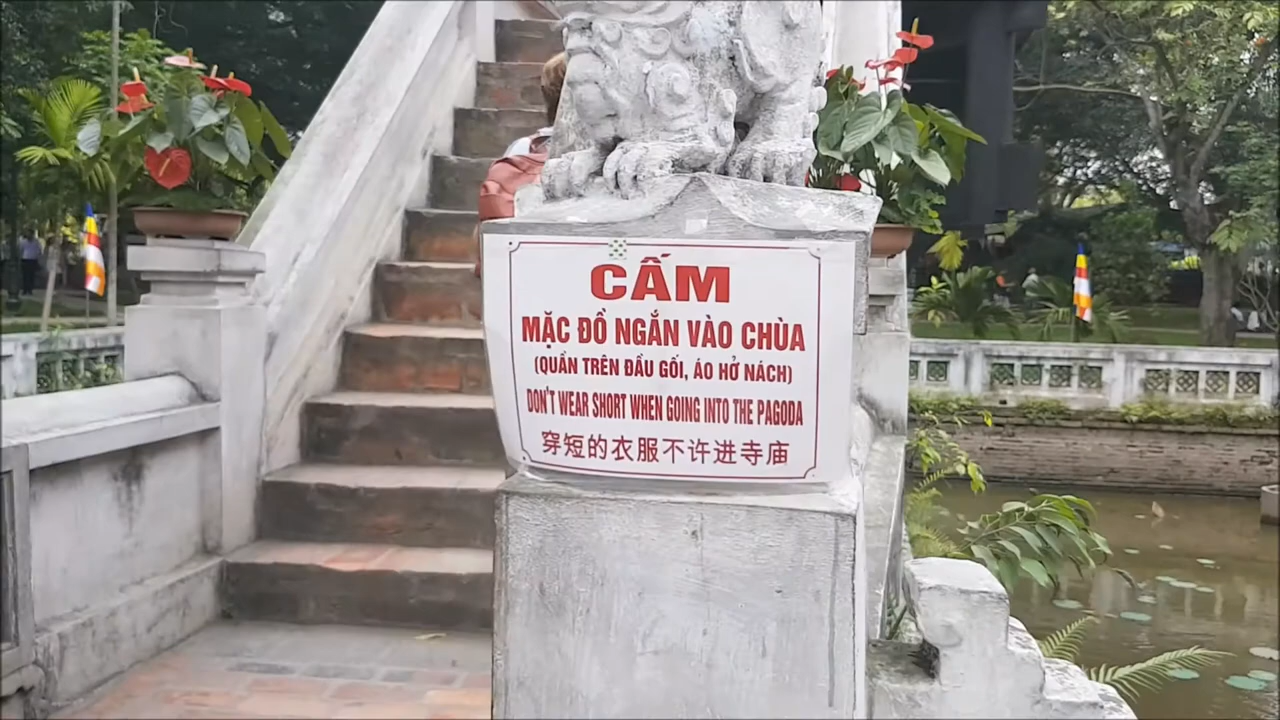 CẤM
MẶC ĐỒ NGẮN VÀO CHÙA
(QUẦN TRÊN ĐẦU GỐI, ÁO HỞ NÁCH)
DON'T WEAR SHORT WHEN GOING INTO THE PAGODA
穿短的衣服不许进寺庙